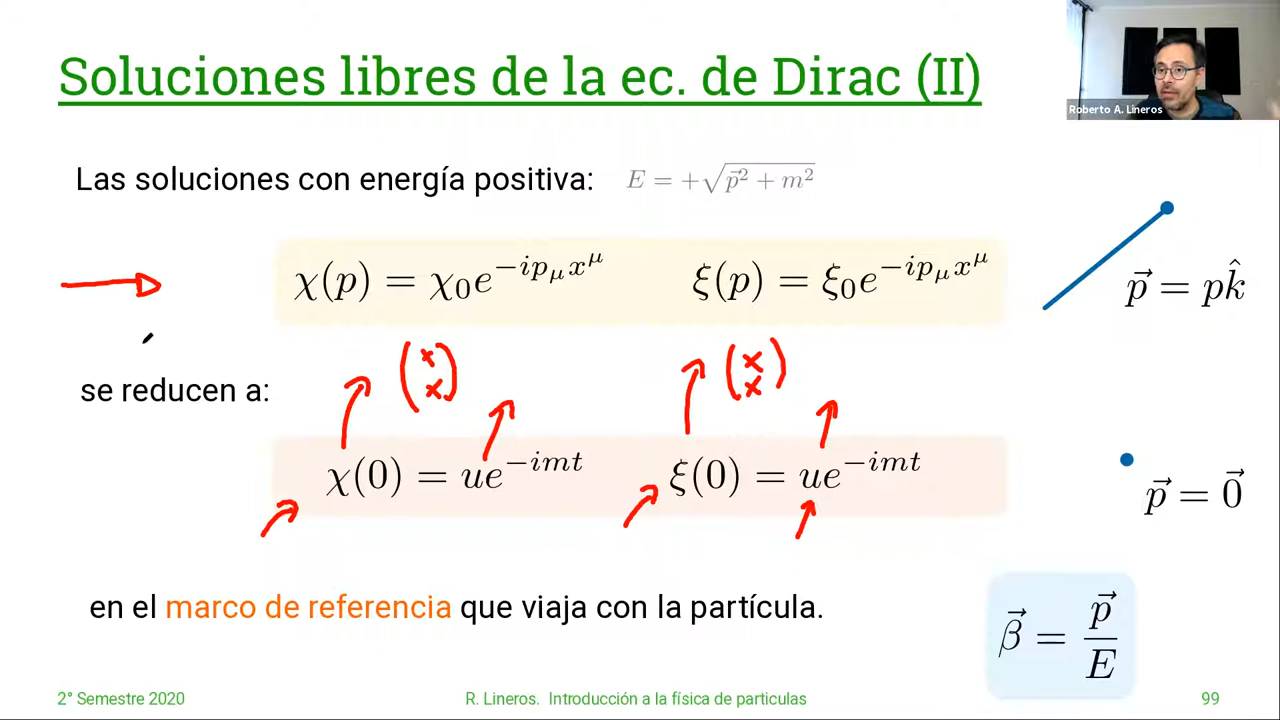 Soluciones libres de la ec. de Dirac (II)
Roberto A. Lineros
Las soluciones con energía positiva: E = +√(p⃗² + m²)
χ(p) = χ₀e^{−ip_μx^μ} ξ(p) = ξ₀e^{−ip_μx^μ}
p⃗ = pk̂
(x x) (x x)
se reducen a:
χ(0) = ue^{−imt} ξ(0) = ue^{−imt}
p⃗ = 0⃗
en el marco de referencia que viaja con la partícula.
β⃗ = p⃗/E
2° Semestre 2020 R. Lineros. Introducción a la física de particulas 99